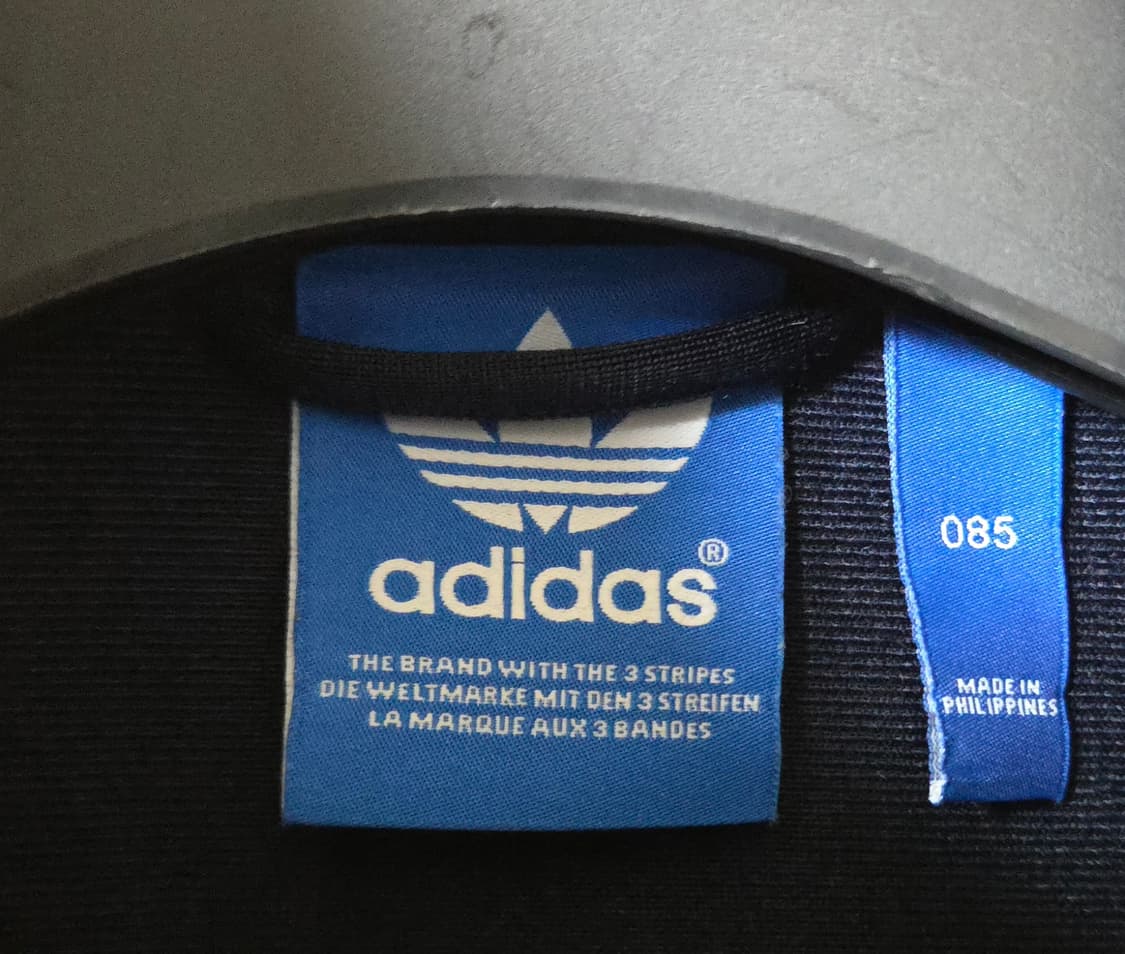 adidas®
THE BRAND WITH THE 3 STRIPES
DIE WELTMARKE MIT DEN 3 STREIFEN
LA MARQUE AUX 3 BANDES
085
MADE IN
PHILIPPINES